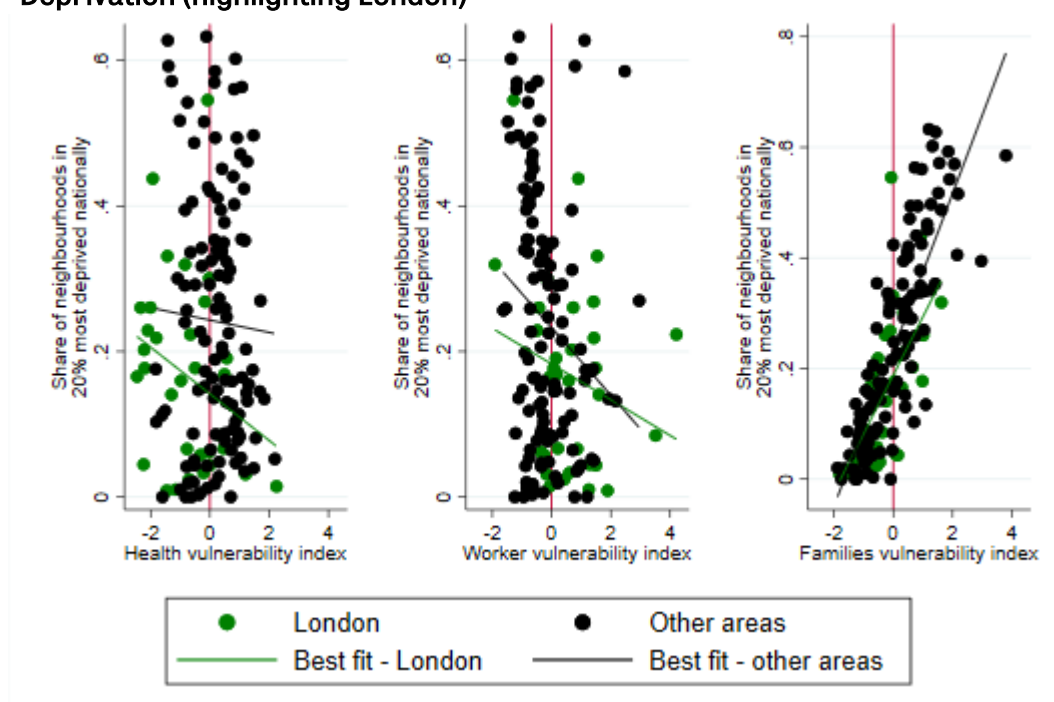 Deprivation (highlighting London)
Share of neighbourhoods in
20% most deprived nationally
0 .2 .4 .6
-2 0 2 4
Health vulnerability index
Share of neighbourhoods in
20% most deprived nationally
0 .2 .4 .6
-2 0 2 4
Worker vulnerability index
Share of neighbourhoods in
20% most deprived nationally
0 .2 .4 .6 .8
-2 0 2 4
Families vulnerability index
London Other areas
Best fit - London Best fit - other areas